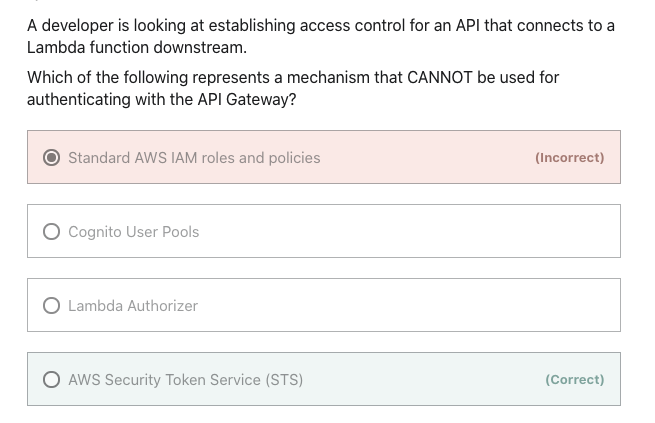 A developer is looking at establishing access control for an API that connects to a
Lambda function downstream.
Which of the following represents a mechanism that CANNOT be used for
authenticating with the API Gateway?
Standard AWS IAM roles and policies (Incorrect)
Cognito User Pools
Lambda Authorizer
AWS Security Token Service (STS) (Correct)